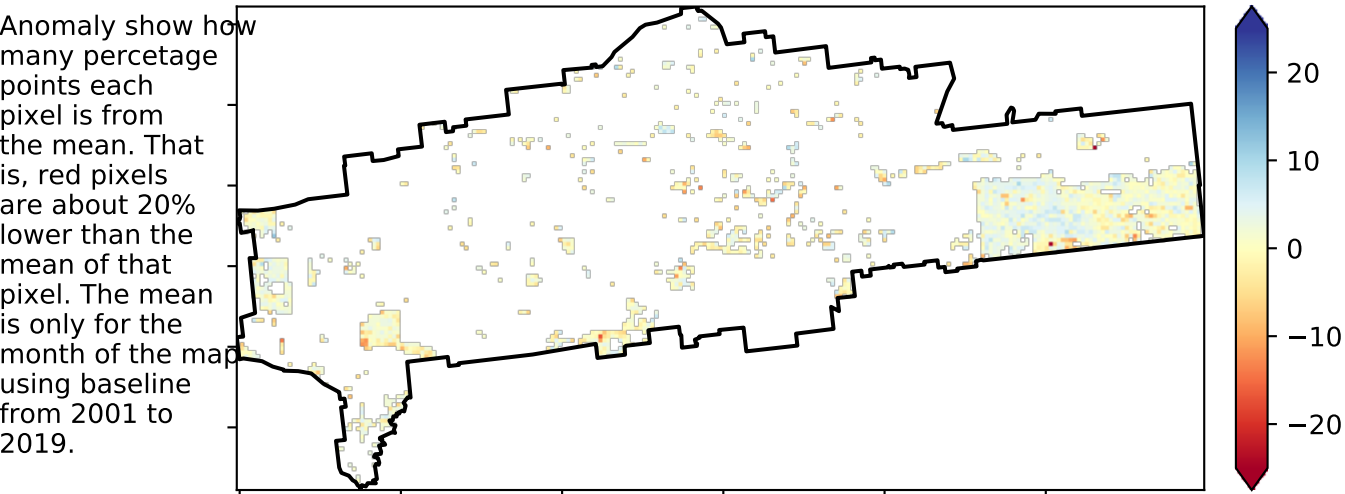 Anomaly show how
many percetage
points each
pixel is from
the mean. That
is, red pixels
are about 20%
lower than the
mean of that
pixel. The mean
is only for the
month of the map
using baseline
from 2001 to
2019.
20
10
0
−10
−20